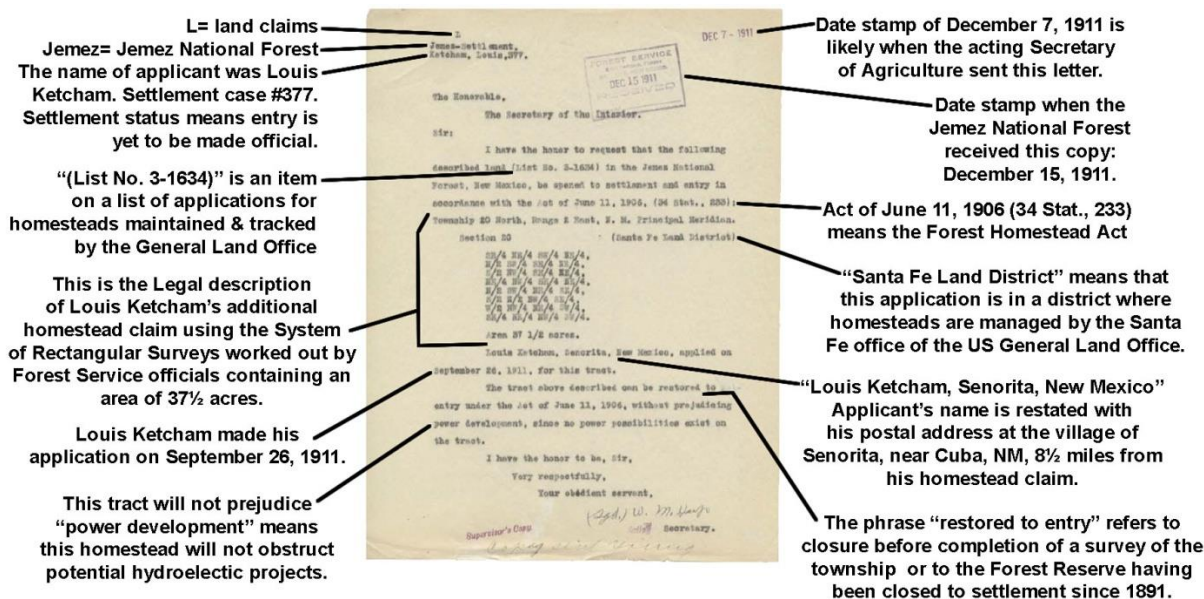 L= land claims
Jemez= Jemez National Forest
The name of applicant was Louis
Ketcham. Settlement case #377.
Settlement status means entry is
yet to be made official.
“(List No. 3-1634)” is an item
on a list of applications for
homesteads maintained & tracked
by the General Land Office
This is the Legal description
of Louis Ketcham’s additional
homestead claim using the System
of Rectangular Surveys worked out by
Forest Service officials containing an
area of 37½ acres.
Louis Ketcham made his
application on September 26, 1911.
This tract will not prejudice
“power development” means
this homestead will not obstruct
potential hydroelectic projects.
L
Jemez-Settlement,
Ketcham, Louis,377.
DEC 7 - 1911
FOREST SERVICE
DEC 15 1911
RECEIVED
The Honorable,
The Secretary of the Interior.
Sir:
I have the honor to request that the following
described land (List No. 3-1634) in the Jemez National
Forest, New Mexico, be opened to settlement and entry in
accordance with the Act of June 11, 1906, (34 Stat., 233):
Township 20 North, Range 2 East, N. M. Principal Meridian.
Section 20 (Santa Fe Land District)
Area 37 1/2 acres.
Louis Ketcham, Senorita, New Mexico, applied on
September 26, 1911, for this tract.
The tract above described can be restored to
entry under the Act of June 11, 1906, without prejudicing
power development, since no power possibilities exist on
the tract.
I have the honor to be, Sir,
Very respectfully,
Your obedient servant,
(Sgd.) W. M. Hays
Secretary.
Supervisor's Copy
Date stamp of December 7, 1911 is
likely when the acting Secretary
of Agriculture sent this letter.
Date stamp when the
Jemez National Forest
received this copy:
December 15, 1911.
Act of June 11, 1906 (34 Stat., 233)
means the Forest Homestead Act
“Santa Fe Land District” means that
this application is in a district where
homesteads are managed by the Santa
Fe office of the US General Land Office.
“Louis Ketcham, Senorita, New Mexico”
Applicant’s name is restated with
his postal address at the village of
Senorita, near Cuba, NM, 8½ miles from
his homestead claim.
The phrase “restored to entry” refers to
closure before completion of a survey of the
township or to the Forest Reserve having
been closed to settlement since 1891.